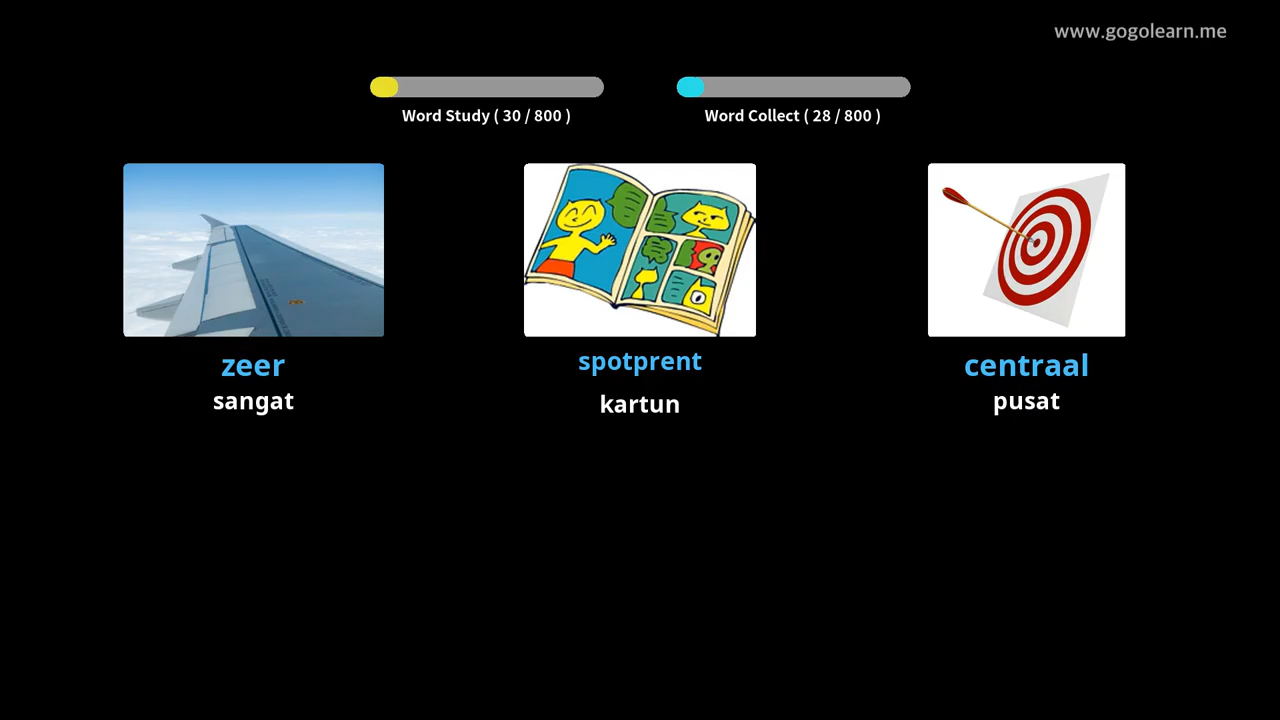 www.gogolearn.me
Word Study ( 30 / 800 )
Word Collect ( 28 / 800 )
zeer
sangat
spotprent
kartun
centraal
pusat